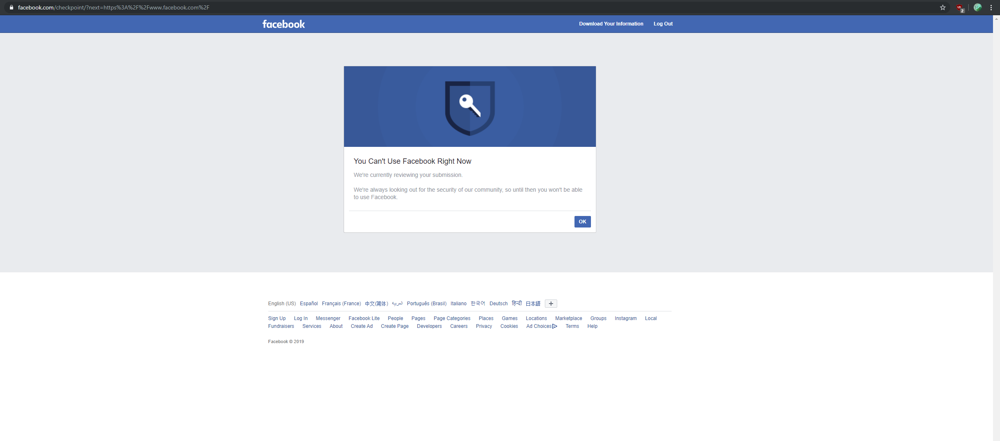 facebook.com/checkpoint/?next=https%3A%2F%2Fwww.facebook.com%2F
2
facebook
Download Your Information Log Out
You Can't Use Facebook Right Now
We're currently reviewing your submission.
We're always looking out for the security of our community, so until then you won't be able
to use Facebook.
OK
English (US) Español Français (France) 中文(简体) العربية Português (Brasil) Italiano 한국어 Deutsch हिन्दी 日本語
Sign Up Log In Messenger Facebook Lite People Pages Page Categories Places Games Locations Marketplace Groups Instagram Local
Fundraisers Services About Create Ad Create Page Developers Careers Privacy Cookies Ad Choices Terms Help
Facebook © 2019